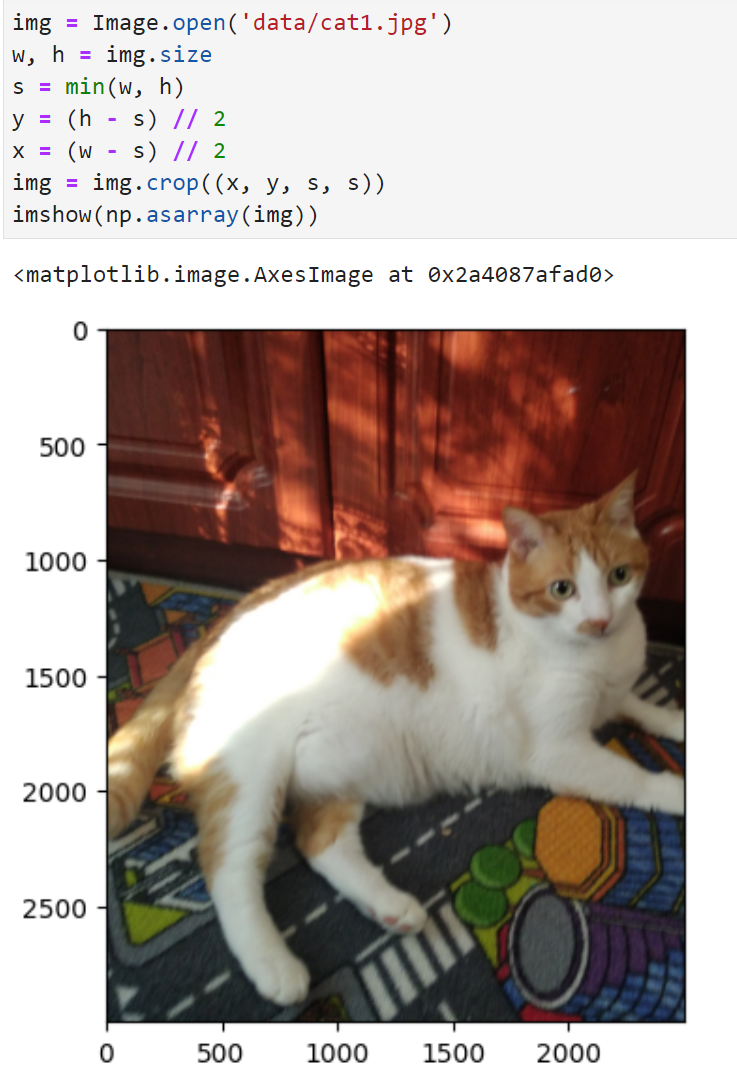 img = Image.open('data/cat1.jpg')
w, h = img.size
s = min(w, h)
y = (h - s) // 2
x = (w - s) // 2
img = img.crop((x, y, s, s))
imshow(np.asarray(img))
<matplotlib.image.AxesImage at 0x2a4087afad0>
0
500
1000
1500
2000
2500
0 500 1000 1500 2000